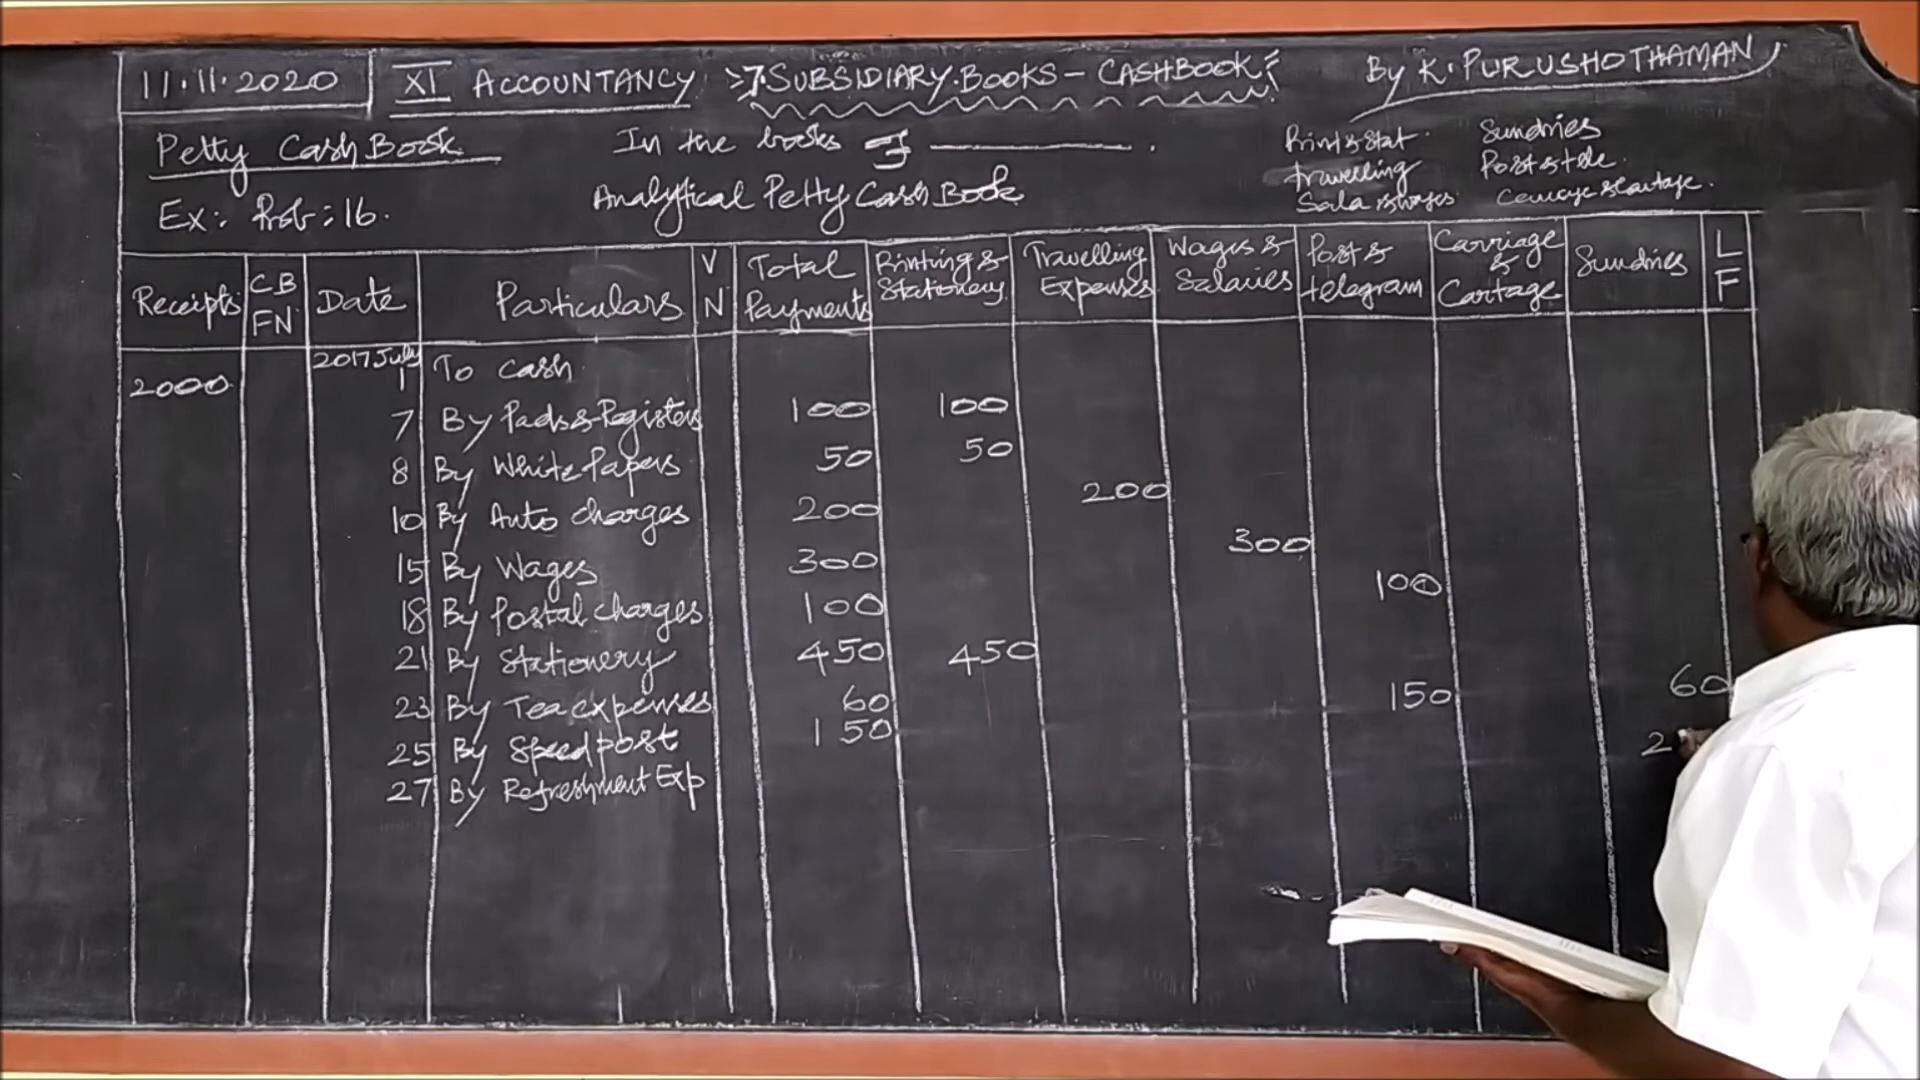 11.11.2020 XI ACCOUNTANCY 7. SUBSIDIARY BOOKS - CASH BOOK By K. PURUSHOTHAMAN
Petty Cash Book In the books of
Print & Stat Sundries
Travelling Post & tele.
Ex: Prob: 16. Analytical Petty Cash Book
Receipts CB FN Date Particulars V N Total Payments Printing & Stationery Travelling Expenses Wages & Salaries Post & telegram Carriage & Cartage Sundries L F
2000 2017 July 1 To cash
7 By Pads & Registers 100 100
8 By White Papers 50 50
10 By Auto charges 200 200
15 By Wages 300 300
18 By Postal charges 100 100
21 By Stationery 450 450
23 By Tea expenses 60 60
25 By Speed post 150 150
27 By Refreshment Exp 2